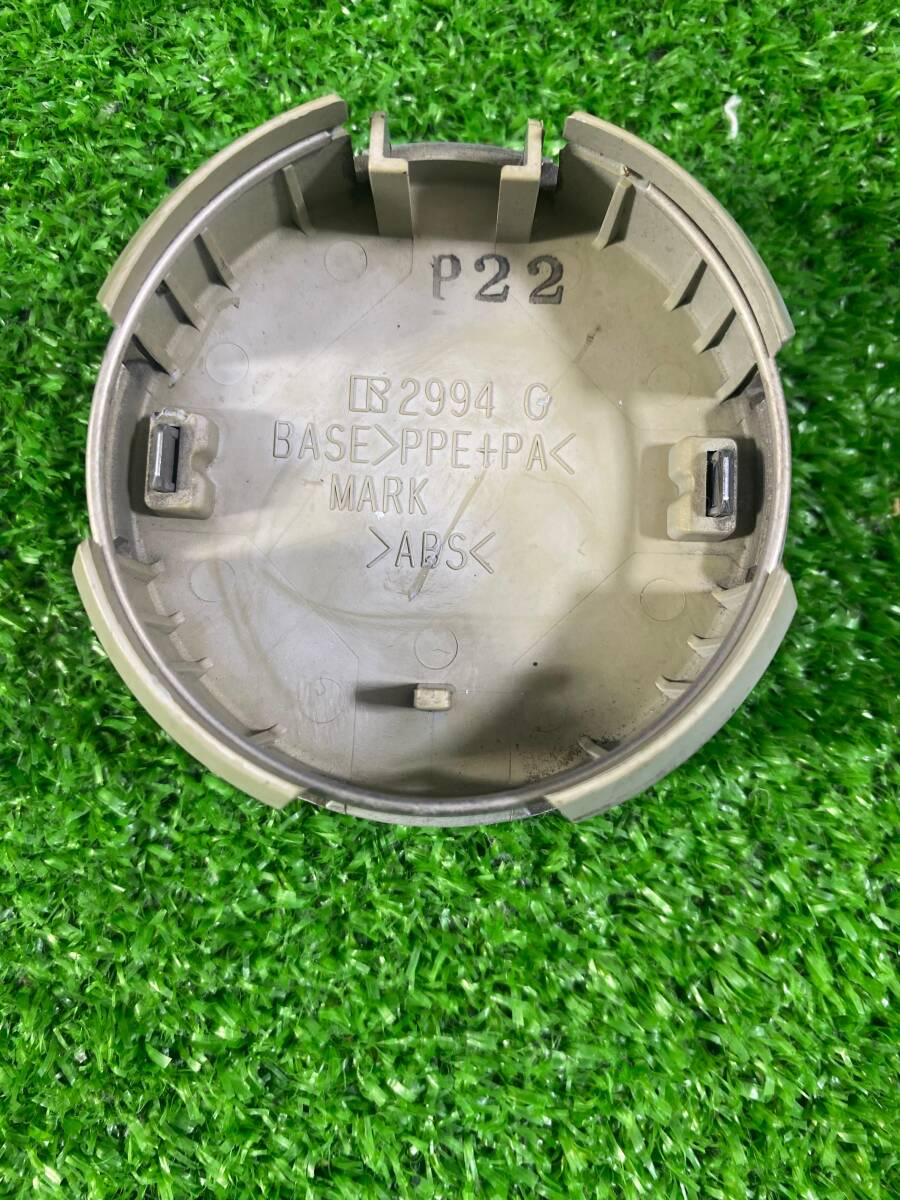 P22
2994 G
BASE>PPE+PA<
MARK
>ABS<